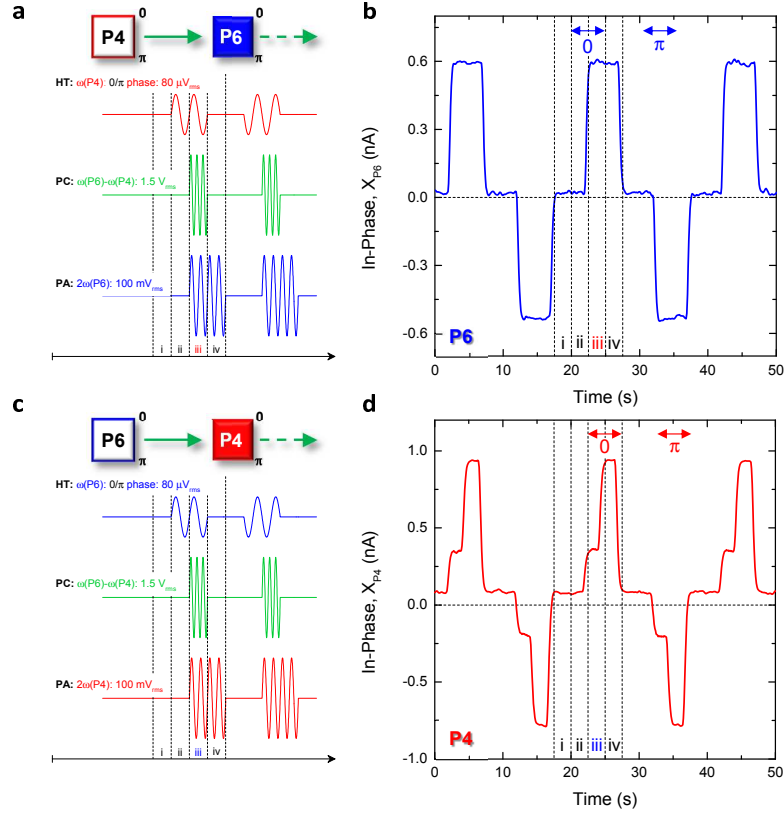 a
P4
0
π
P6
0
π
HT: ω(P4): 0/π phase: 80 μVrms
PC: ω(P6)-ω(P4): 1.5 Vrms
PA: 2ω(P6): 100 mVrms
i ii iii iv
b
In-Phase, XP6 (nA)
0.6
0.3
0.0
-0.3
-0.6
0
π
P6
i ii iii iv
0 10 20 30 40 50
Time (s)
c
P6
0
π
P4
0
π
HT: ω(P6): 0/π phase: 80 μVrms
PC: ω(P6)-ω(P4): 1.5 Vrms
PA: 2ω(P4): 100 mVrms
i ii iii iv
d
In-Phase, XP4 (nA)
1.0
0.5
0.0
-0.5
-1.0
0
π
P4
i ii iii iv
0 10 20 30 40 50
Time (s)